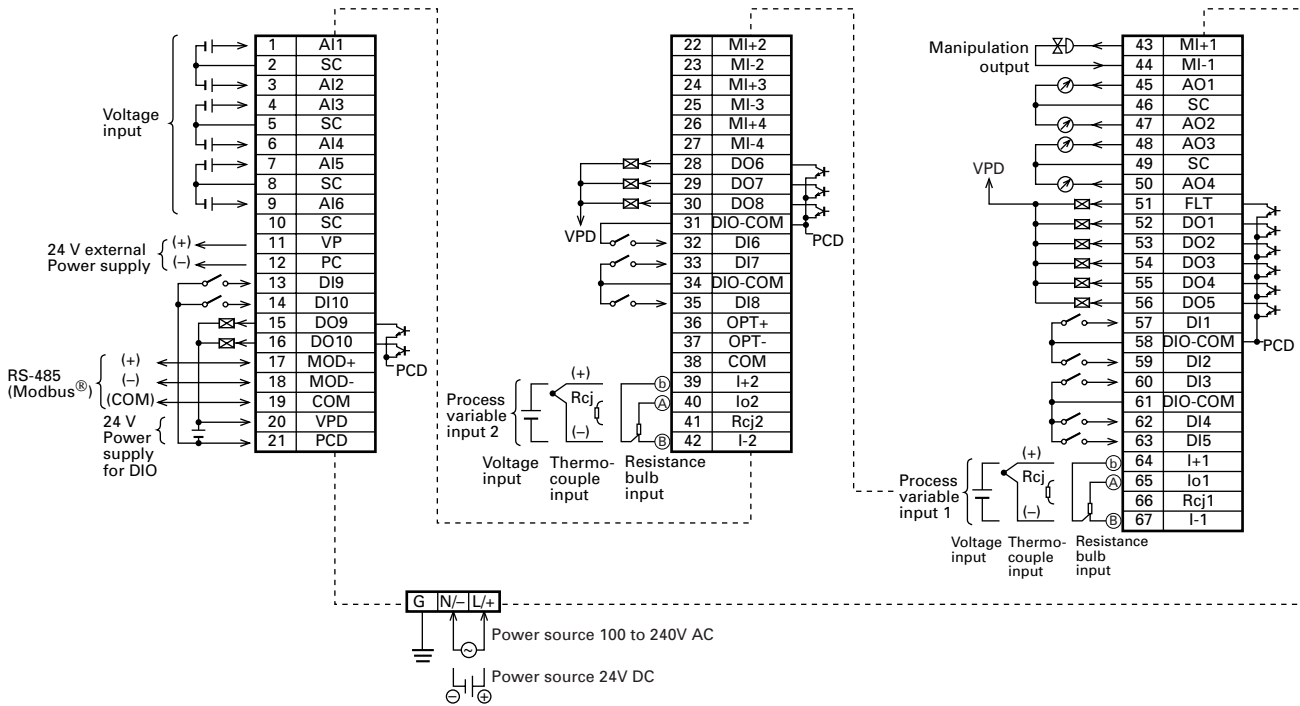 Voltage
input
1 AI1
2 SC
3 AI2
4 AI3
5 SC
6 AI4
7 AI5
8 SC
9 AI6
10 SC
11 VP
12 PC
13 DI9
14 DI10
15 DO9
16 DO10
17 MOD+
18 MOD-
19 COM
20 VPD
21 PCD
24 V external
Power supply
(+)
(–)
PCD
RS-485
(Modbus®)
(+)
(–)
(COM)
24 V
Power
supply
for DIO
22 MI+2
23 MI-2
24 MI+3
25 MI-3
26 MI+4
27 MI-4
28 DO6
29 DO7
30 DO8
31 DIO-COM
32 DI6
33 DI7
34 DIO-COM
35 DI8
36 OPT+
37 OPT-
38 COM
39 I+2
40 Io2
41 Rcj2
42 I-2
VPD
PCD
Process
variable
input 2
(+)
Rcj
(–)
b
A
B
Voltage
input
Thermo-
couple
input
Resistance
bulb
input
Manipulation
output
43 MI+1
44 MI-1
45 AO1
46 SC
47 AO2
48 AO3
49 SC
50 AO4
51 FLT
52 DO1
53 DO2
54 DO3
55 DO4
56 DO5
57 DI1
58 DIO-COM
59 DI2
60 DI3
61 DIO-COM
62 DI4
63 DI5
64 I+1
65 Io1
66 Rcj1
67 I-1
VPD
PCD
Process
variable
input 1
(+)
Rcj
(–)
b
A
B
Voltage
input
Thermo-
couple
input
Resistance
bulb
input
G N/– L/+
Power source 100 to 240V AC
Power source 24V DC